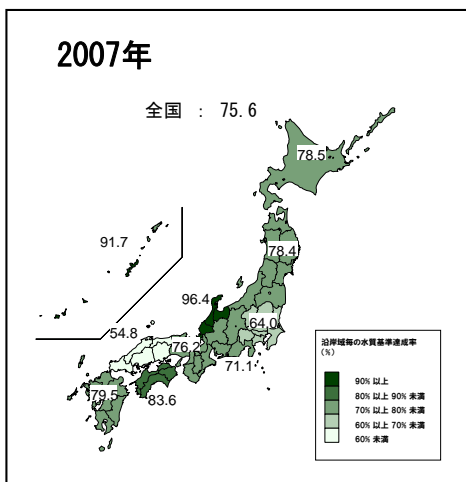 2007年
全国 : 75.6
78.5
91.7
78.4
96.4
64.0
54.8
76.2
71.1
79.5
83.6
沿岸域毎の水質基準達成率
(%)
90% 以上
80% 以上 90% 未満
70% 以上 80% 未満
60% 以上 70% 未満
60% 未満